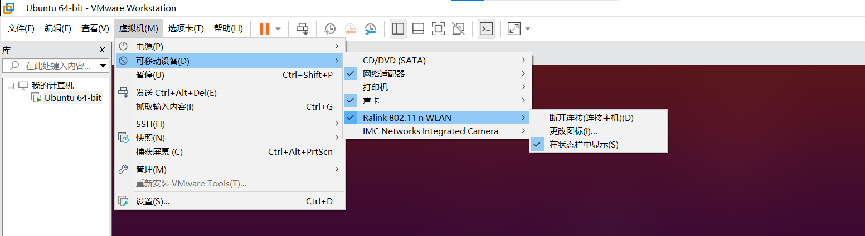 Ubuntu 64-bit - VMware Workstation
文件(F) 编辑(E) 查看(V) 虚拟机(M) 选项卡(T) 帮助(H)
库
在此处键入内容...
我的计算机
Ubuntu 64-bit
电源(P)
可移动设备(D)
暂停(U) Ctrl+Shift+P
发送 Ctrl+Alt+Del(E)
抓取输入内容(I) Ctrl+G
SSH(H)
快照(N)
捕获屏幕 (C) Ctrl+Alt+PrtScn
管理(M)
重新安装 VMware Tools(T)...
设置(S)... Ctrl+D
CD/DVD (SATA)
网络适配器
打印机
声卡
Ralink 802.11 n WLAN
IMC Networks Integrated Camera
断开连接(连接主机)(D)
更改图标(I)...
在状态栏中显示(S)